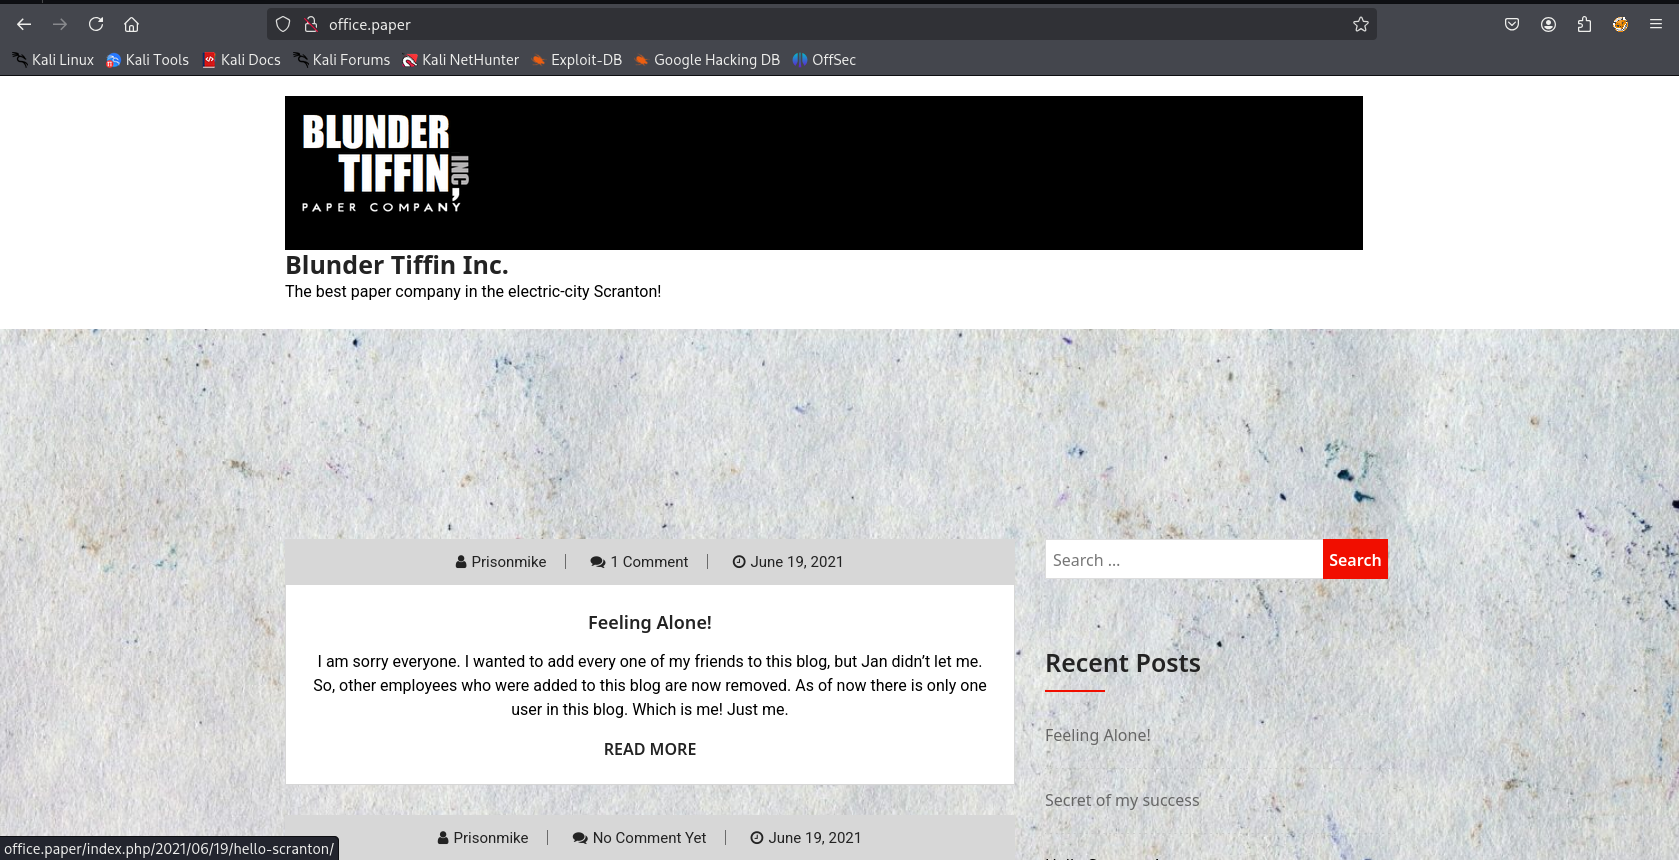 office.paper
Kali Linux Kali Tools Kali Docs Kali Forums Kali NetHunter Exploit-DB Google Hacking DB OffSec
BLUNDER
TIFFIN
INC,
PAPER COMPANY
Blunder Tiffin Inc.
The best paper company in the electric-city Scranton!
Prisonmike 1 Comment June 19, 2021
Feeling Alone!
I am sorry everyone. I wanted to add every one of my friends to this blog, but Jan didn’t let me.
So, other employees who were added to this blog are now removed. As of now there is only one
user in this blog. Which is me! Just me.
READ MORE
Prisonmike No Comment Yet June 19, 2021
Search ...
Search
Recent Posts
Feeling Alone!
Secret of my success
office.paper/index.php/2021/06/19/hello-scranton/